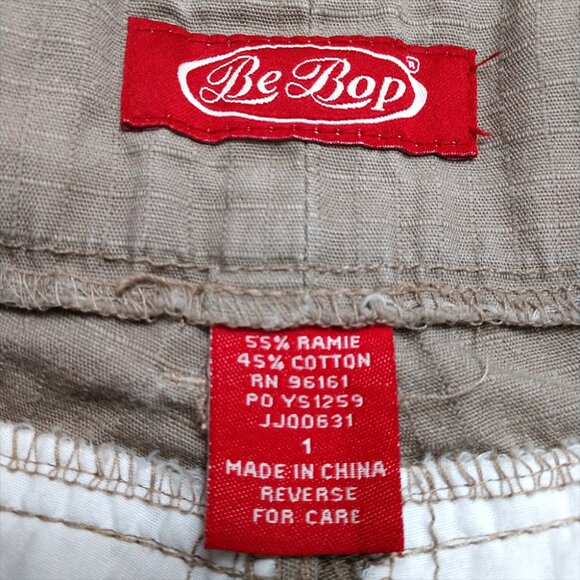 Be Bop®
55% RAMIE
45% COTTON
RN 96161
PO YS1259
JJ00631
1
MADE IN CHINA
REVERSE
FOR CARE